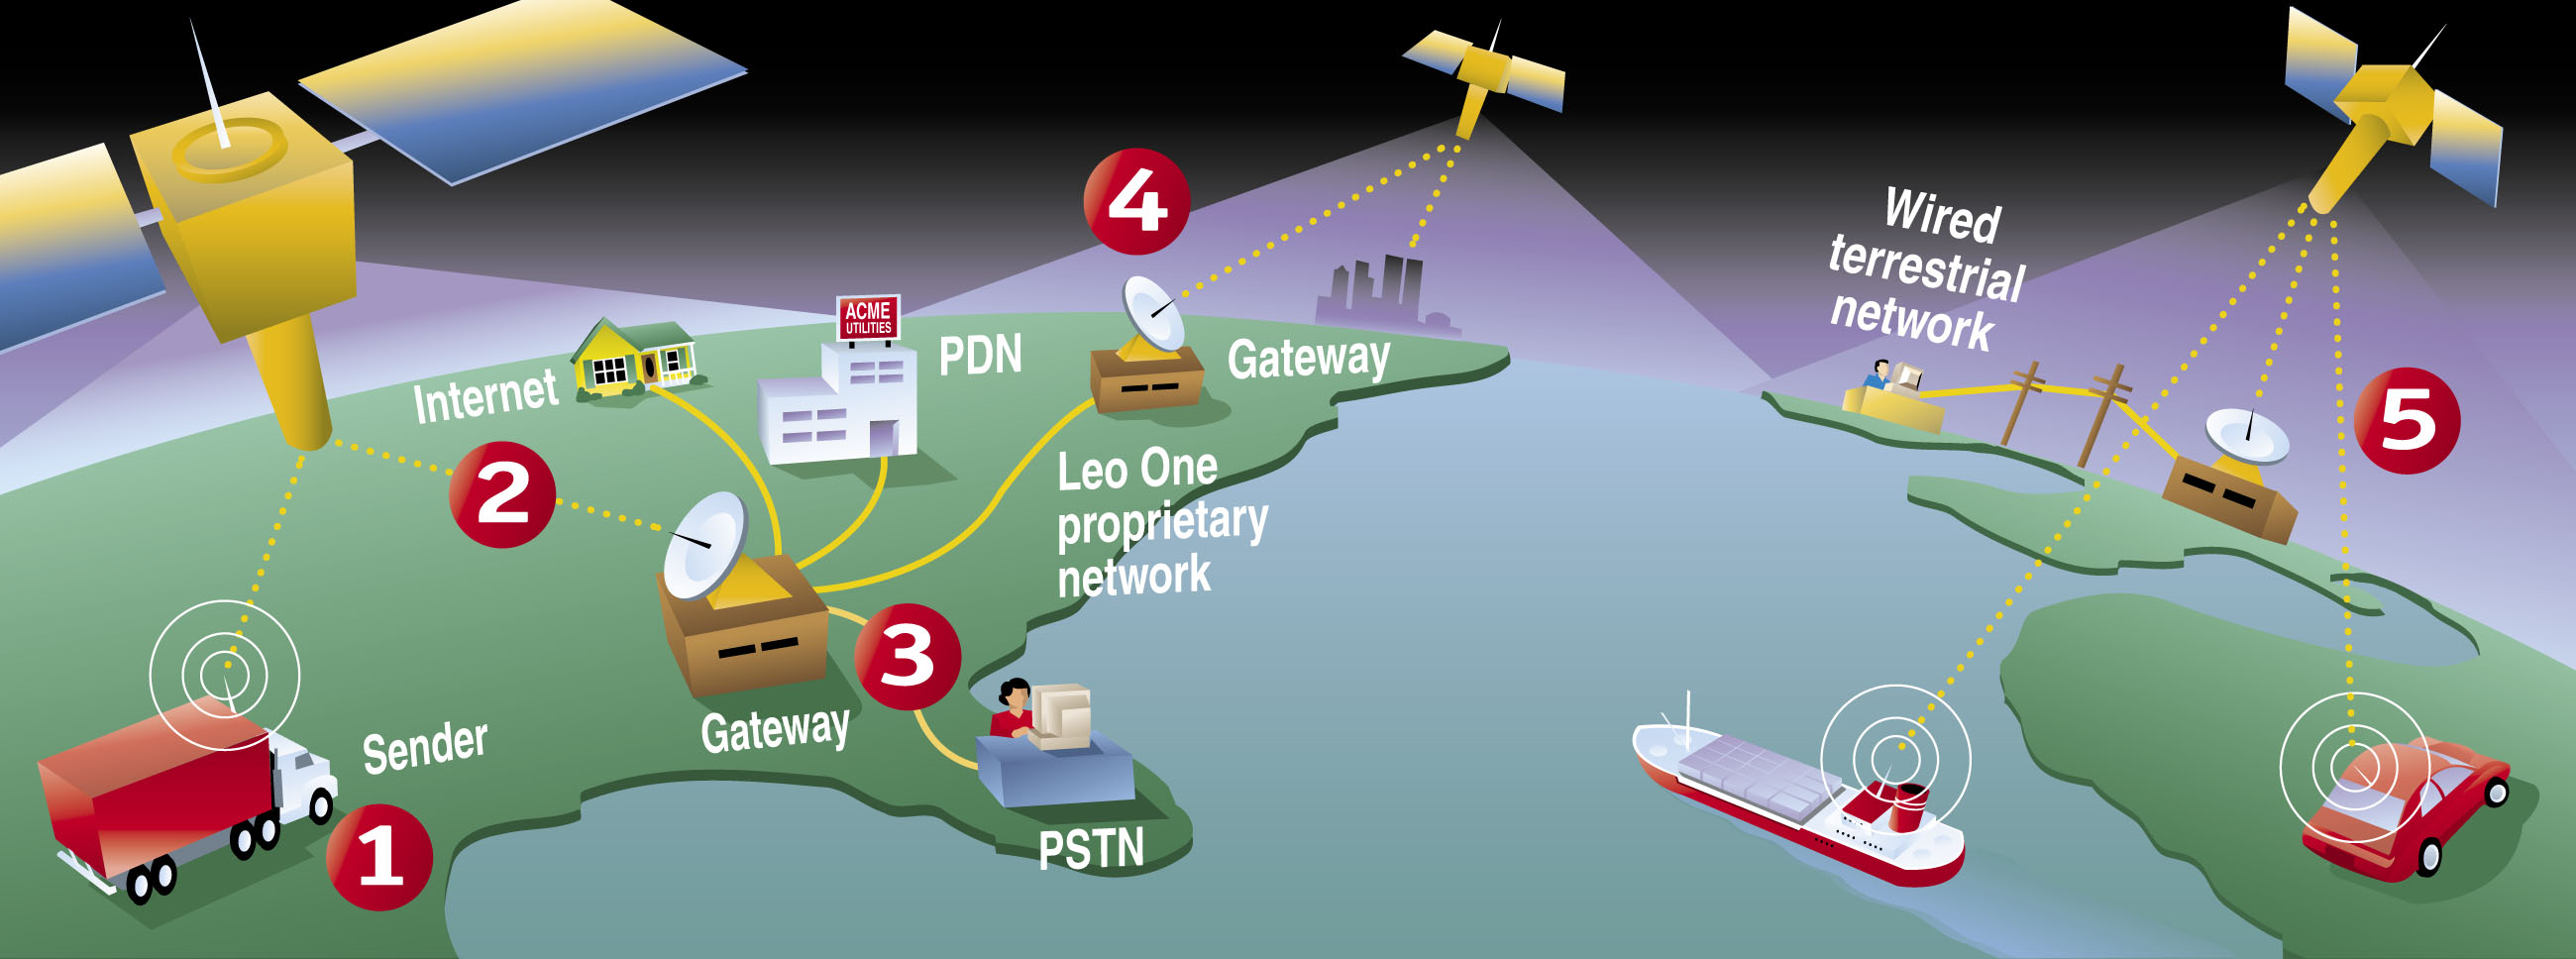 4
Wired
terrestrial
network
ACME
UTILITIES
PDN
Gateway
Internet
5
2
Leo One
proprietary
network
3
Gateway
Sender
1
PSTN